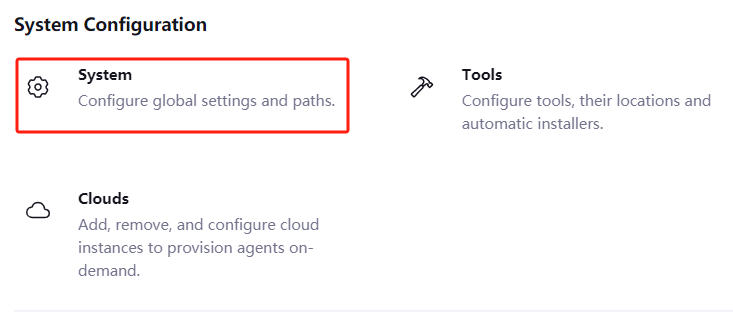 System Configuration
System
Configure global settings and paths.
Tools
Configure tools, their locations and
automatic installers.
Clouds
Add, remove, and configure cloud
instances to provision agents on-
demand.